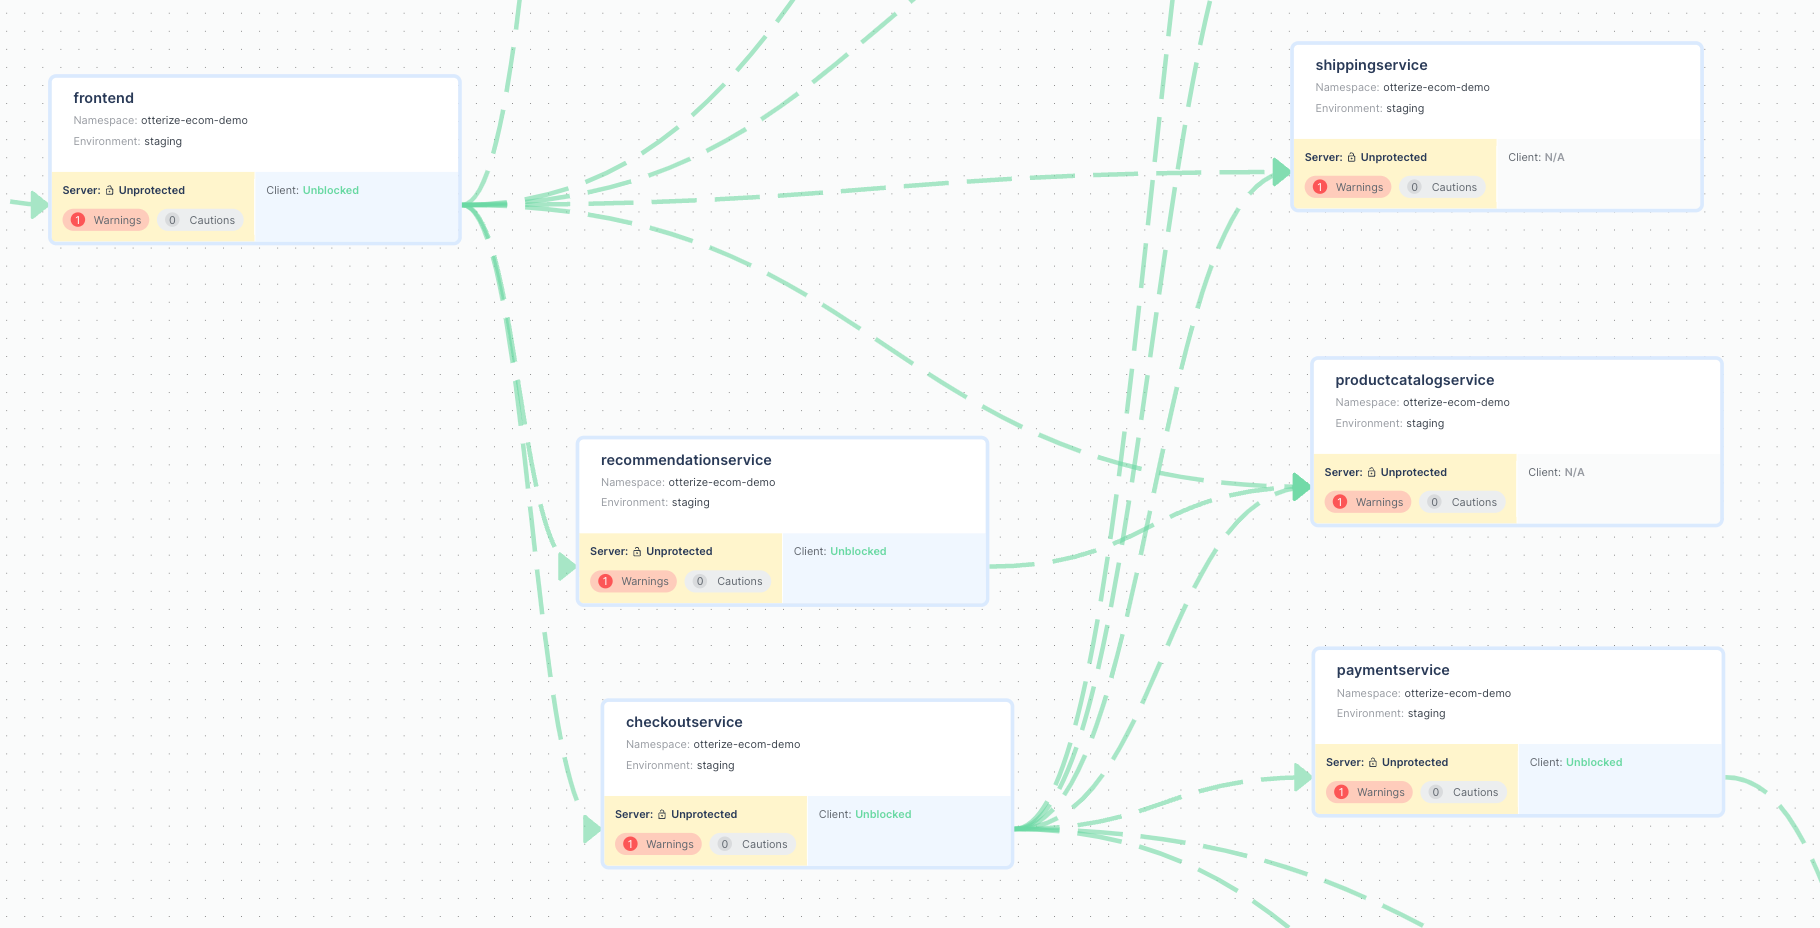 frontend
Namespace: otterize-ecom-demo
Environment: staging
Server: Unprotected
Client: Unblocked
1 Warnings
0 Cautions
shippingservice
Namespace: otterize-ecom-demo
Environment: staging
Server: Unprotected
Client: N/A
1 Warnings
0 Cautions
recommendationservice
Namespace: otterize-ecom-demo
Environment: staging
Server: Unprotected
Client: Unblocked
1 Warnings
0 Cautions
productcatalogservice
Namespace: otterize-ecom-demo
Environment: staging
Server: Unprotected
Client: N/A
1 Warnings
0 Cautions
checkoutservice
Namespace: otterize-ecom-demo
Environment: staging
Server: Unprotected
Client: Unblocked
1 Warnings
0 Cautions
paymentservice
Namespace: otterize-ecom-demo
Environment: staging
Server: Unprotected
Client: Unblocked
1 Warnings
0 Cautions